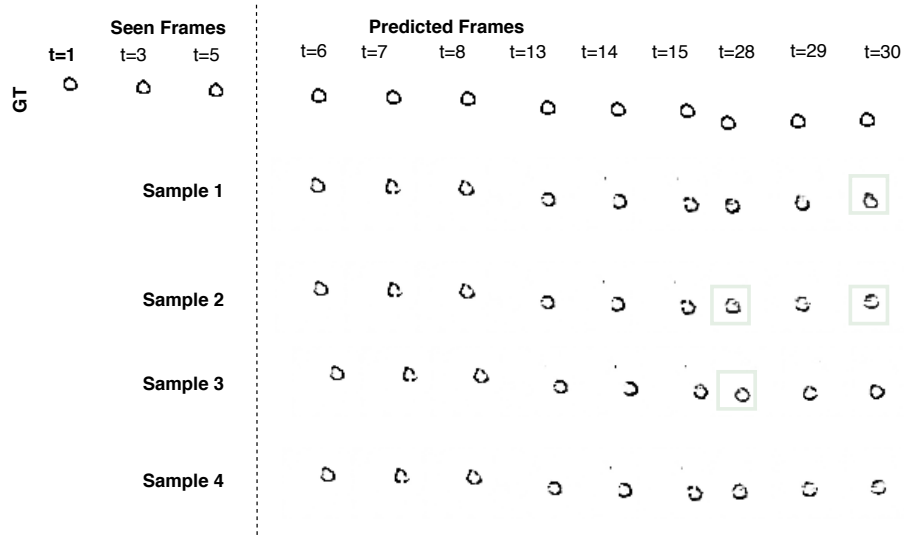 Seen Frames Predicted Frames
t=1 t=3 t=5 t=6 t=7 t=8 t=13 t=14 t=15 t=28 t=29 t=30
GT
Sample 1
Sample 2
Sample 3
Sample 4